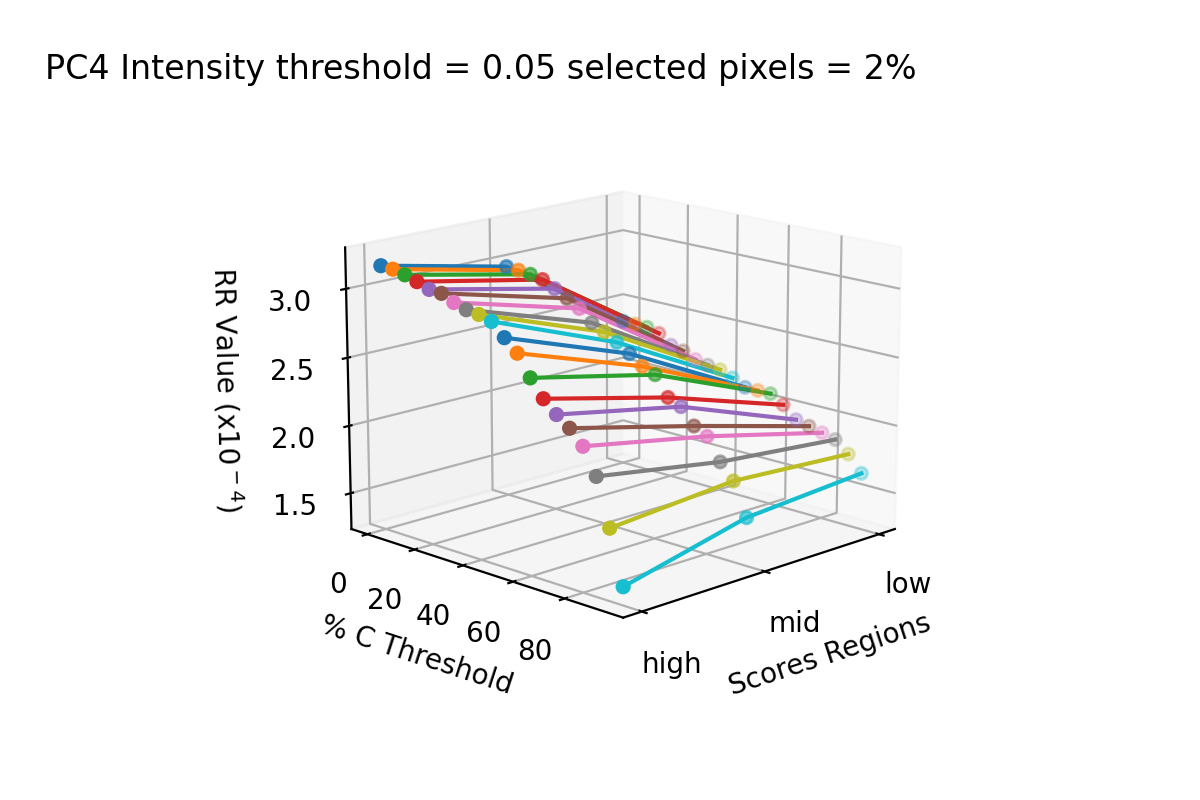 PC4 Intensity threshold = 0.05 selected pixels = 2%
RR Value (x10⁻⁴)
3.0
2.5
2.0
1.5
0
20
40
60
80
% C Threshold
high
mid
low
Scores Regions